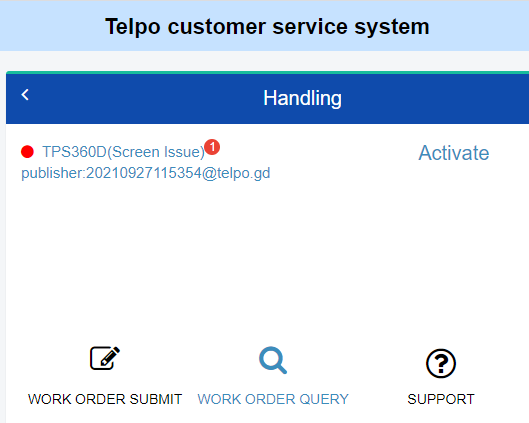 Telpo customer service system
Handling
TPS360D(Screen Issue) 1
Activate
publisher:20210927115354@telpo.gd
WORK ORDER SUBMIT
WORK ORDER QUERY
SUPPORT